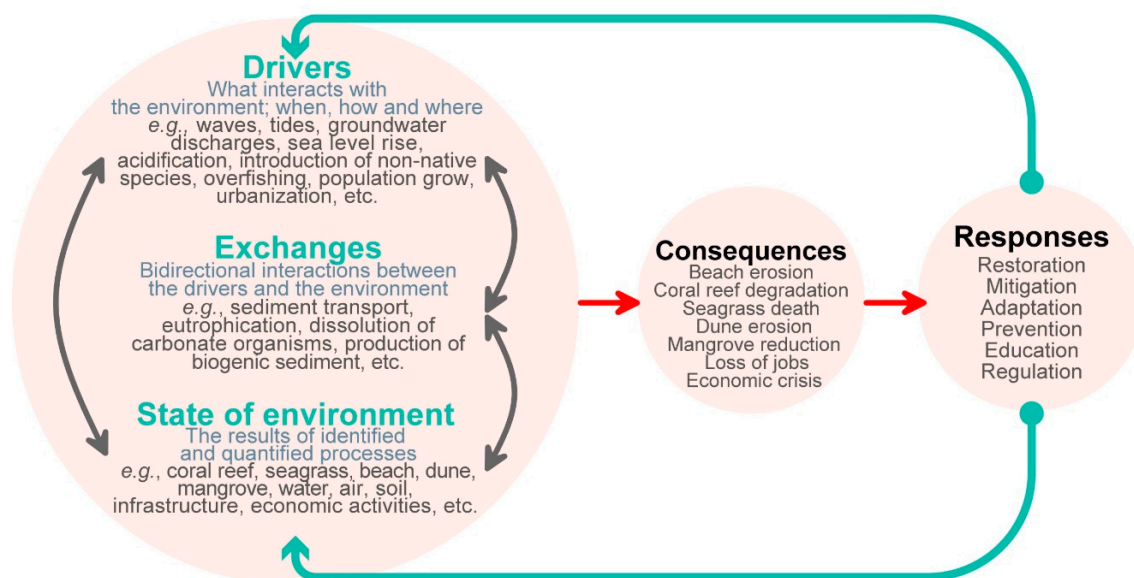 Drivers
What interacts with
the environment; when, how and where
e.g., waves, tides, groundwater
discharges, sea level rise,
acidification, introduction of non-native
species, overfishing, population grow,
urbanization, etc.
Exchanges
Bidirectional interactions between
the drivers and the environment
e.g., sediment transport,
eutrophication, dissolution of
carbonate organisms, production of
biogenic sediment, etc.
State of environment
The results of identified
and quantified processes
e.g., coral reef, seagrass, beach, dune,
mangrove, water, air, soil,
infrastructure, economic activities, etc.
Consequences
Beach erosion
Coral reef degradation
Seagrass death
Dune erosion
Mangrove reduction
Loss of jobs
Economic crisis
Responses
Restoration
Mitigation
Adaptation
Prevention
Education
Regulation